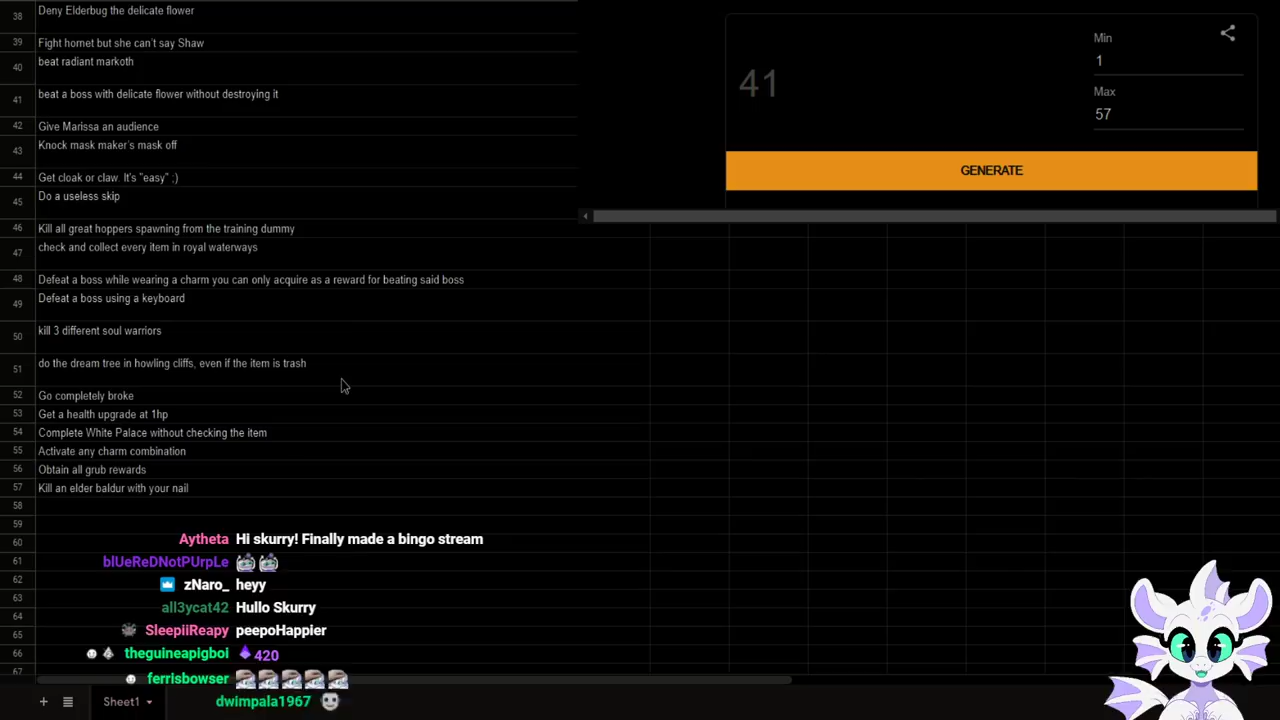 38 Deny Elderbug the delicate flower
39 Fight hornet but she can't say Shaw
40 beat radiant markoth
41 beat a boss with delicate flower without destroying it
42 Give Marissa an audience
43 Knock mask maker's mask off
44 Get cloak or claw. It's "easy" ;)
45 Do a useless skip
46 Kill all great hoppers spawning from the training dummy
47 check and collect every item in royal waterways
48 Defeat a boss while wearing a charm you can only acquire as a reward for beating said boss
49 Defeat a boss using a keyboard
50 kill 3 different soul warriors
51 do the dream tree in howling cliffs, even if the item is trash
52 Go completely broke
53 Get a health upgrade at 1hp
54 Complete White Palace without checking the item
55 Activate any charm combination
56 Obtain all grub rewards
57 Kill an elder baldur with your nail
58
59
60
61
62
63
64
65
66
67
41
Min
1
Max
57
GENERATE
Aytheta Hi skurry! Finally made a bingo stream
blUeReDNotPUrpLe
zNaro_ heyy
all3ycat42 Hullo Skurry
SleepiiReapy peepoHappier
theguineapigboi 420
ferrisbowser
dwimpala1967
+ Sheet1